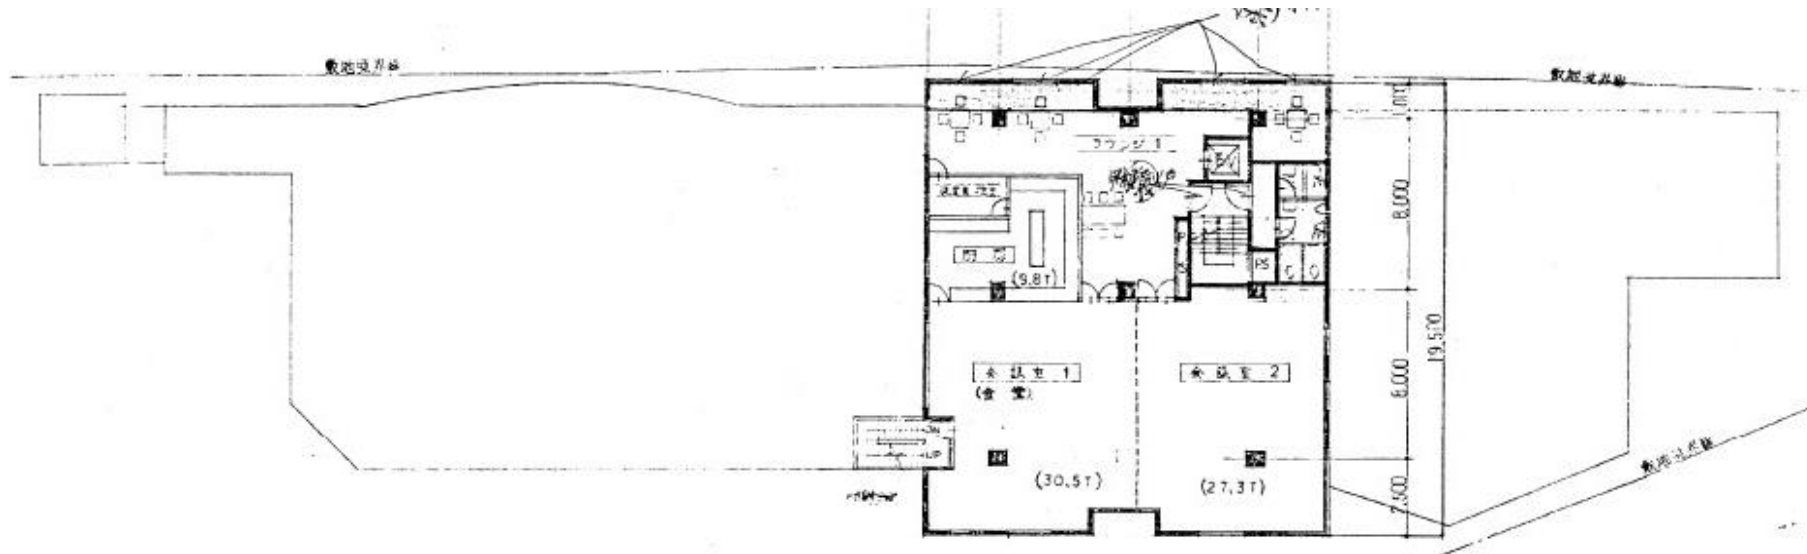 敷地境界線
敷地境界線
1,000
ラウンジ 1
EV
8,000
厨 房
(9.8T)
PS
19,500
会 議 室 1
会 議 室 2
(食 堂)
8,000
DN
UP
敷地境界線
(30.5T)
(27.3T)
2,500